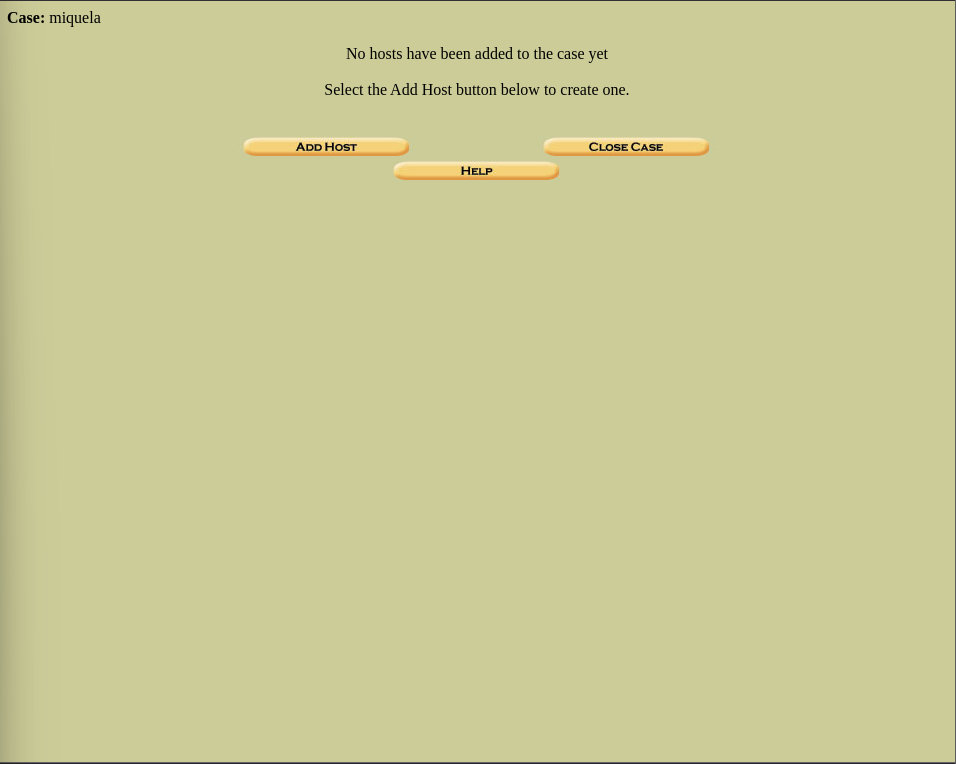 Case: miquela
No hosts have been added to the case yet
Select the Add Host button below to create one.
ADD HOST
CLOSE CASE
HELP